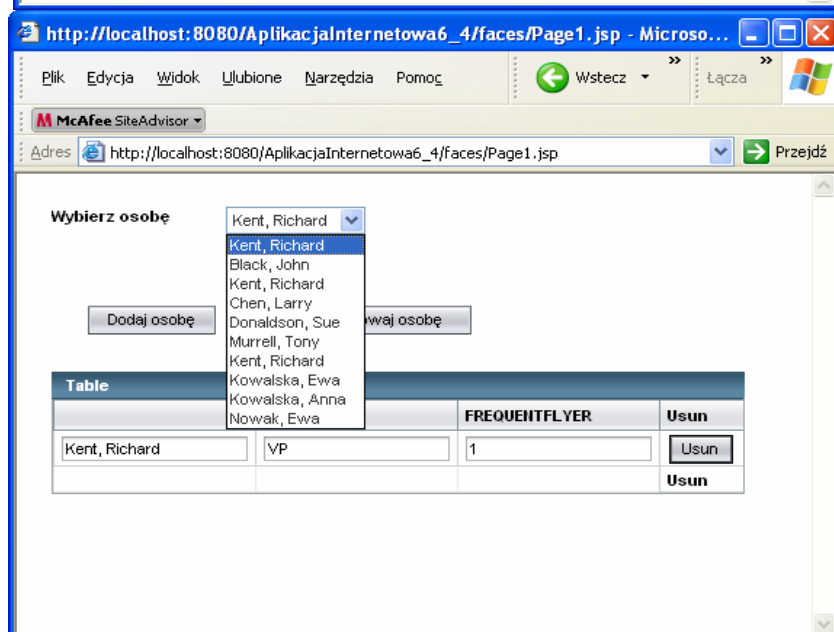 http://localhost:8080/AplikacjaInternetowa6_4/faces/Page1.jsp - Microso...
Plik Edycja Widok Ulubione Narzędzia Pomoc Wstecz Łącza
McAfee SiteAdvisor
Adres http://localhost:8080/AplikacjaInternetowa6_4/faces/Page1.jsp Przejdź
Wybierz osobę Kent, Richard
Kent, Richard
Black, John
Kent, Richard
Chen, Larry
Donaldson, Sue
Murrell, Tony
Kent, Richard
Kowalska, Ewa
Kowalska, Anna
Nowak, Ewa
Dodaj osobę osobę
Table
FREQUENTFLYER Usun
Kent, Richard VP 1 Usun
Usun